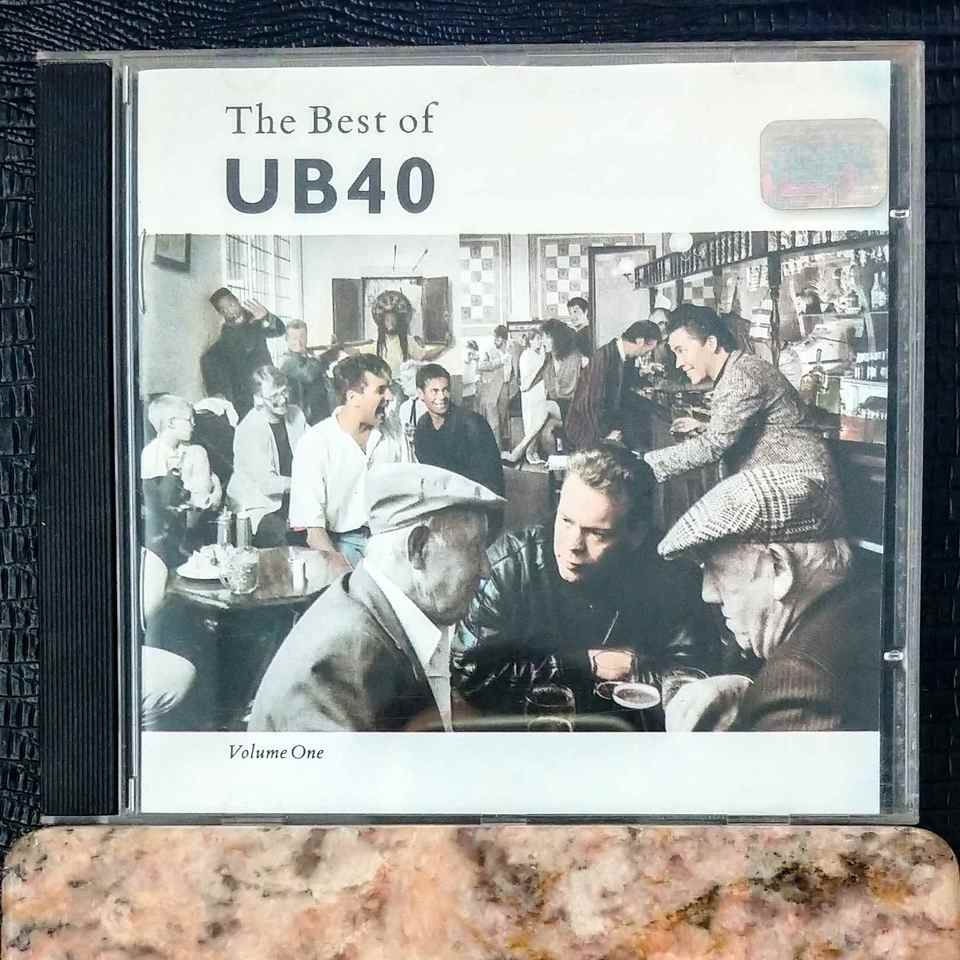 The Best of
UB40
Volume One